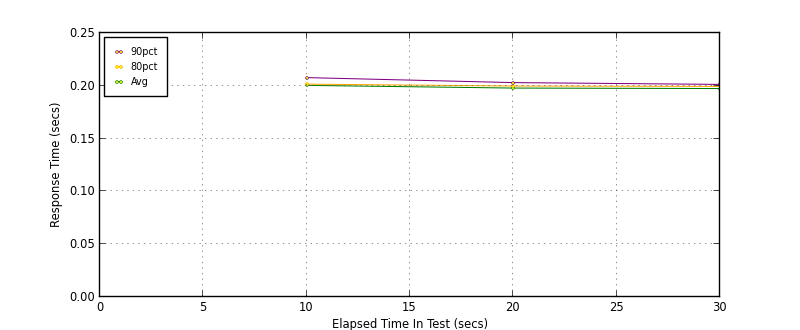 0.25
0.20
0.15
0.10
0.05
0.00
90pct
80pct
Avg
Response Time (secs)
0 5 10 15 20 25 30
Elapsed Time In Test (secs)